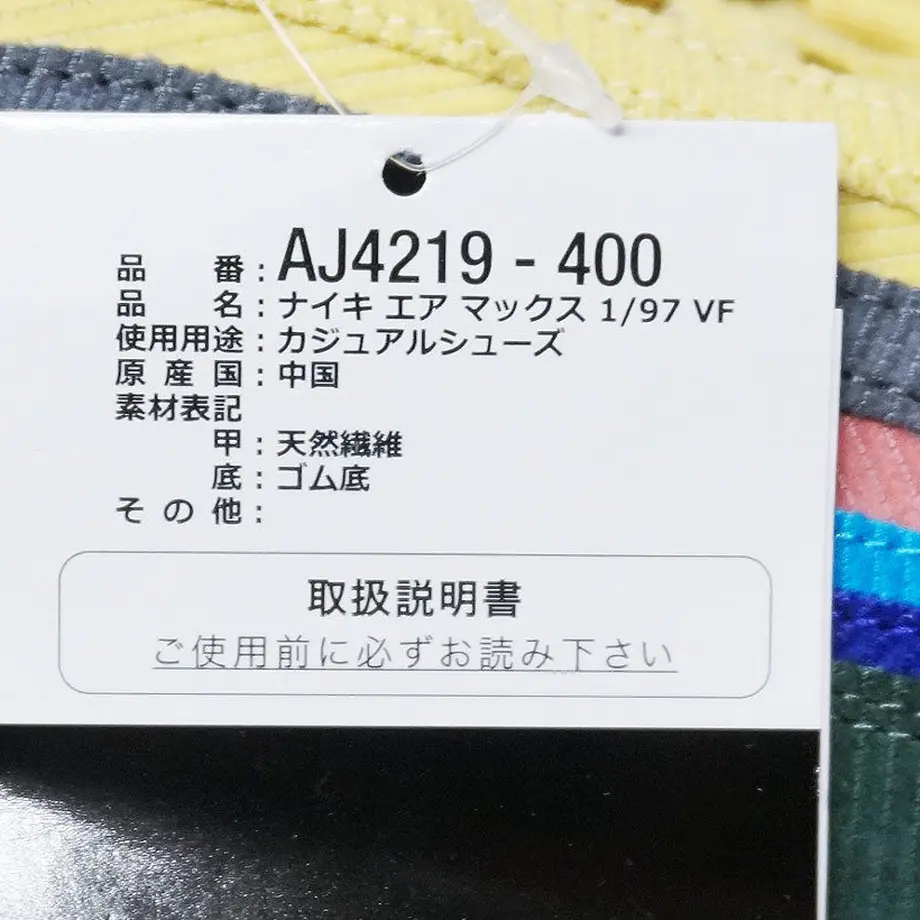 品番：AJ4219 - 400
品名：ナイキ エア マックス 1/97 VF
使用用途：カジュアルシューズ
原産国：中国
素材表記
甲：天然繊維
底：ゴム底
その他：
取扱説明書
ご使用前に必ずお読み下さい